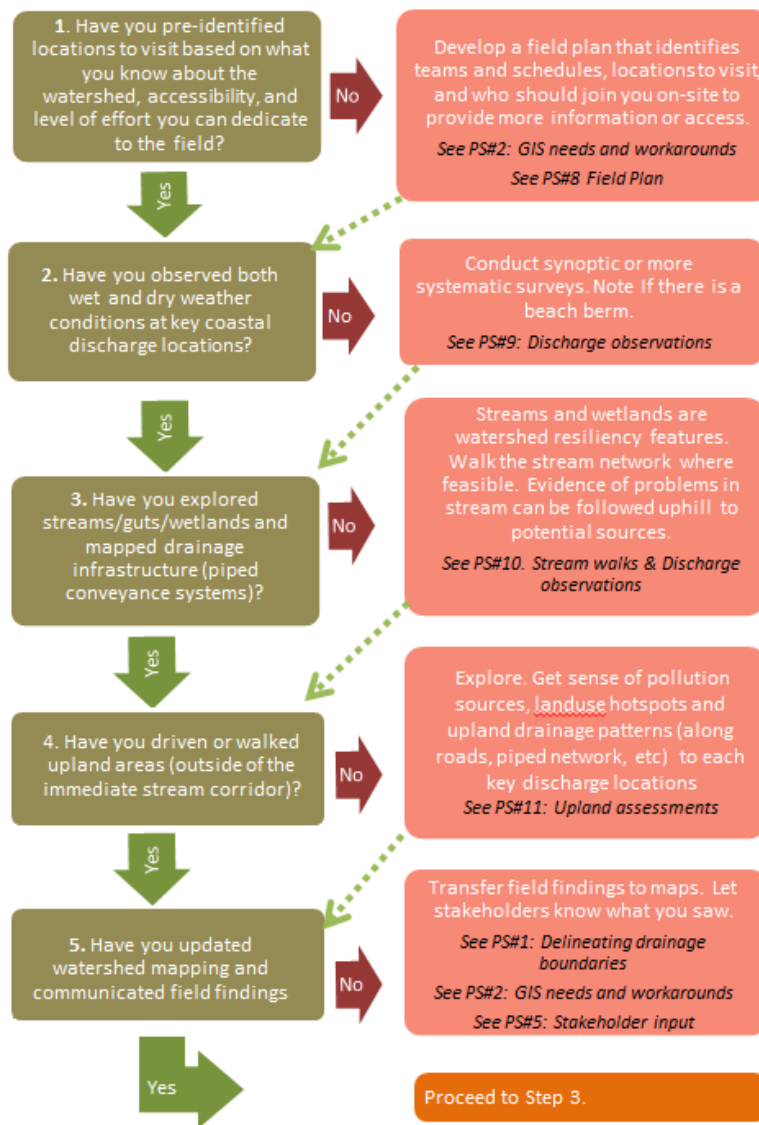 1. Have you pre-identified
locations to visit based on what
you know about the
watershed, accessibility, and
level of effort you can dedicate
to the field?
No
Develop a field plan that identifies
teams and schedules, locations to visit,
and who should join you on-site to
provide more information or access.
See PS#2: GIS needs and workarounds
See PS#8 Field Plan
Yes
2. Have you observed both
wet and dry weather
conditions at key coastal
discharge locations?
No
Conduct synoptic or more
systematic surveys. Note If there is a
beach berm.
See PS#9: Discharge observations
Yes
3. Have you explored
streams/guts/wetlands and
mapped drainage
infrastructure (piped
conveyance systems)?
No
Streams and wetlands are
watershed resiliency features.
Walk the stream network where
feasible. Evidence of problems in
stream can be followed uphill to
potential sources.
See PS#10. Stream walks & Discharge
observations
Yes
4. Have you driven or walked
upland areas (outside of the
immediate stream corridor)?
No
Explore. Get sense of pollution
sources, landuse hotspots and
upland drainage patterns (along
roads, piped network, etc) to each
key discharge locations
See PS#11: Upland assessments
Yes
5. Have you updated
watershed mapping and
communicated field findings
No
Transfer field findings to maps. Let
stakeholders know what you saw.
See PS#1: Delineating drainage
boundaries
See PS#2: GIS needs and workarounds
See PS#5: Stakeholder input
Yes
Proceed to Step 3.